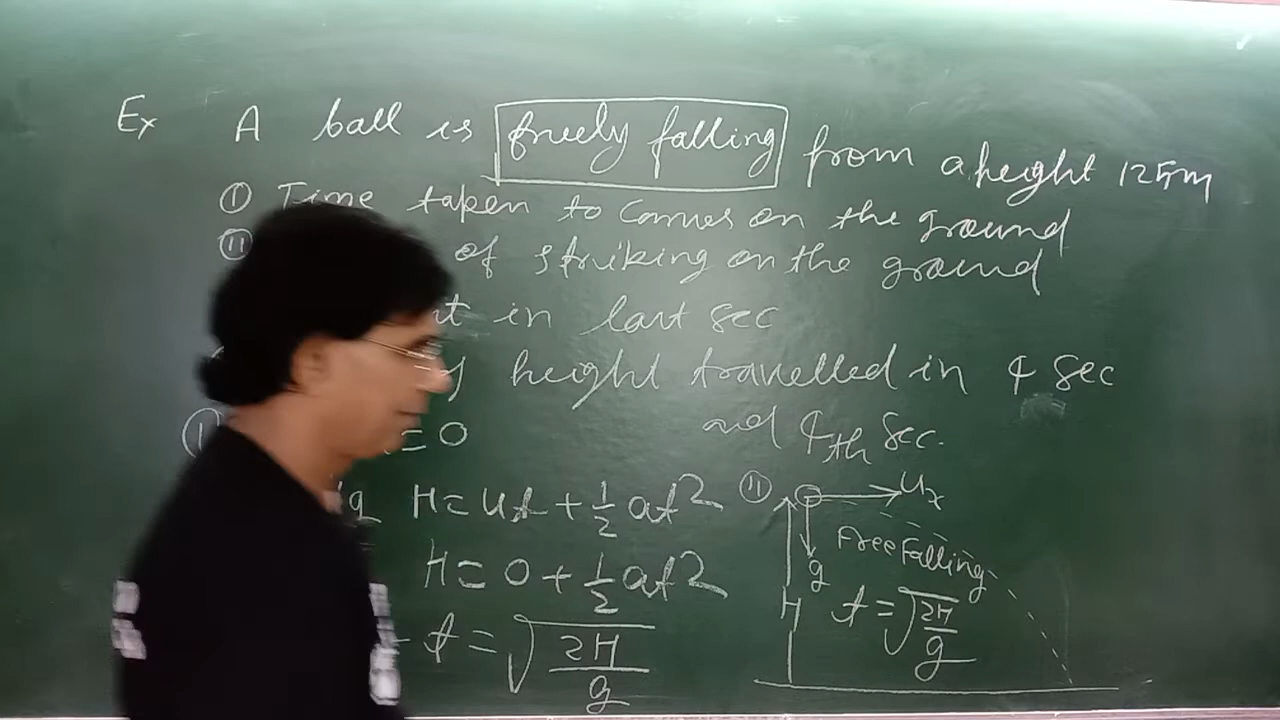 Ex A ball is freely falling from a height 125m
① Time taken to comes on the ground
⑪ of striking on the ground
in last sec
height travelled in 4 sec
and 4th sec.
= 0
H = ut + 1/2 at²
H = 0 + 1/2 at²
t = √(2H/g)
⑪ ux
Free Falling
g
H t = √(2H/g)